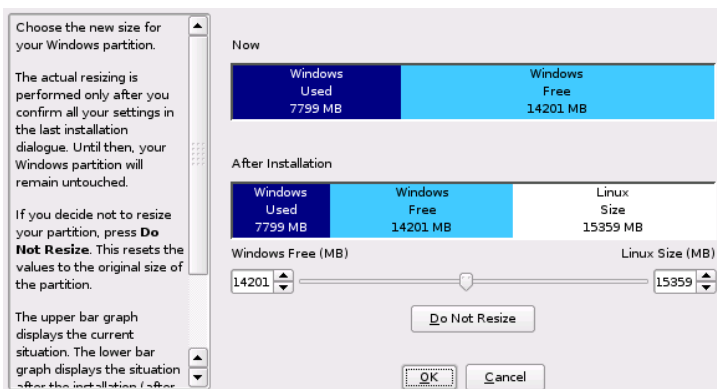 Choose the new size for
your Windows partition.
The actual resizing is
performed only after you
confirm all your settings in
the last installation
dialogue. Until then, your
Windows partition will
remain untouched.
If you decide not to resize
your partition, press Do
Not Resize. This resets the
values to the original size of
the partition.
The upper bar graph
displays the current
situation. The lower bar
graph displays the situation
after the installation (after
Now
Windows
Used
7799 MB
Windows
Free
14201 MB
After Installation
Windows
Used
7799 MB
Windows
Free
14201 MB
Linux
Size
15359 MB
Windows Free (MB)
Linux Size (MB)
14201
15359
Do Not Resize
OK
Cancel